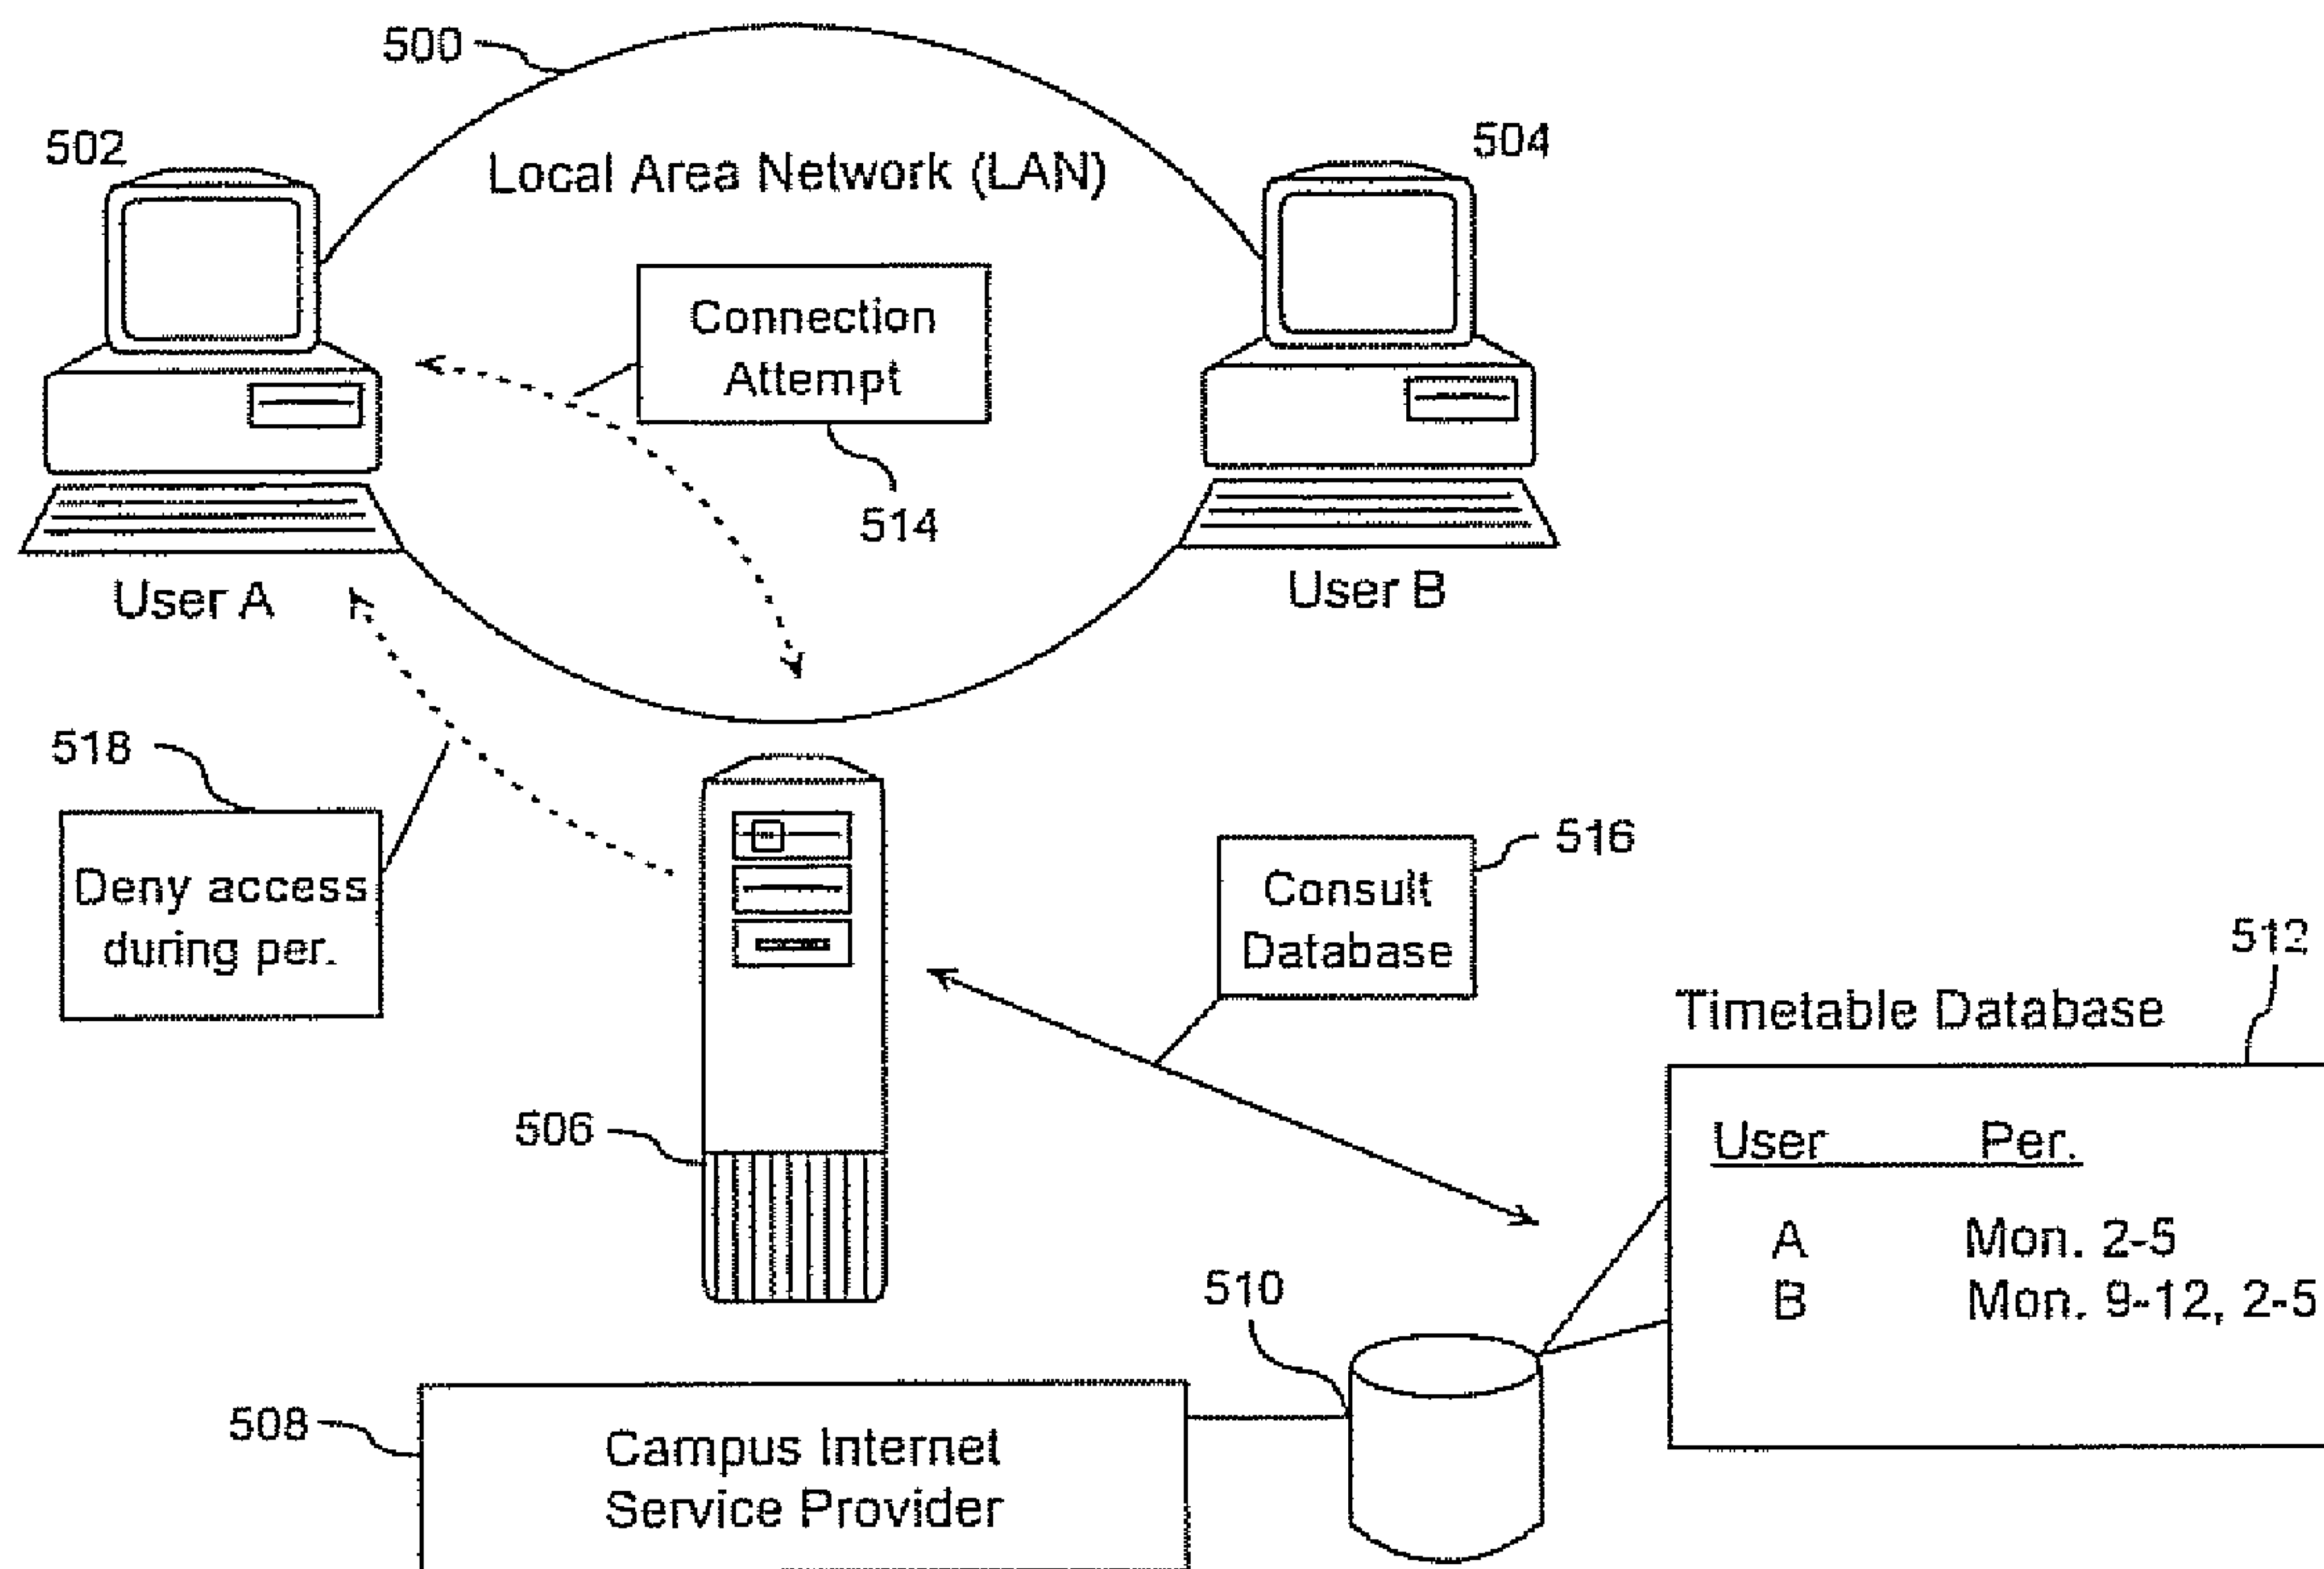 500
502
504
Local Area Network (LAN)
Connection
Attempt
514
User A
User B
518
Deny access
during per.
516
Consult
Database
512
Timetable Database
User Per.
A Mon. 2-5
B Mon. 9-12, 2-5
506
510
508
Campus Internet
Service Provider